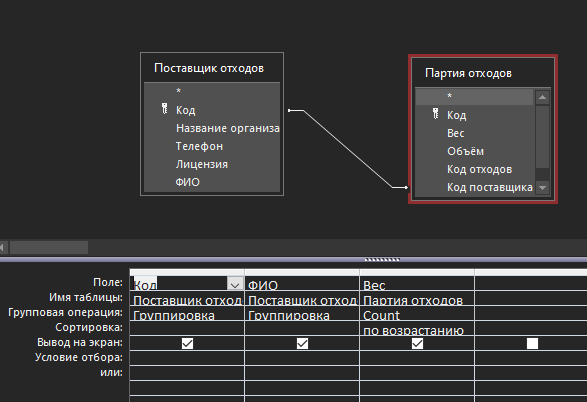 Поставщик отходов
*
Код
Название организа
Телефон
Лицензия
ФИО
Партия отходов
*
Код
Вес
Объём
Код отходов
Код поставщика
Поле: Код ФИО Вес
Имя таблицы: Поставщик отход Поставщик отход Партия отходов
Групповая операция: Группировка Группировка Count
Сортировка: по возрастанию
Вывод на экран:
Условие отбора:
или: